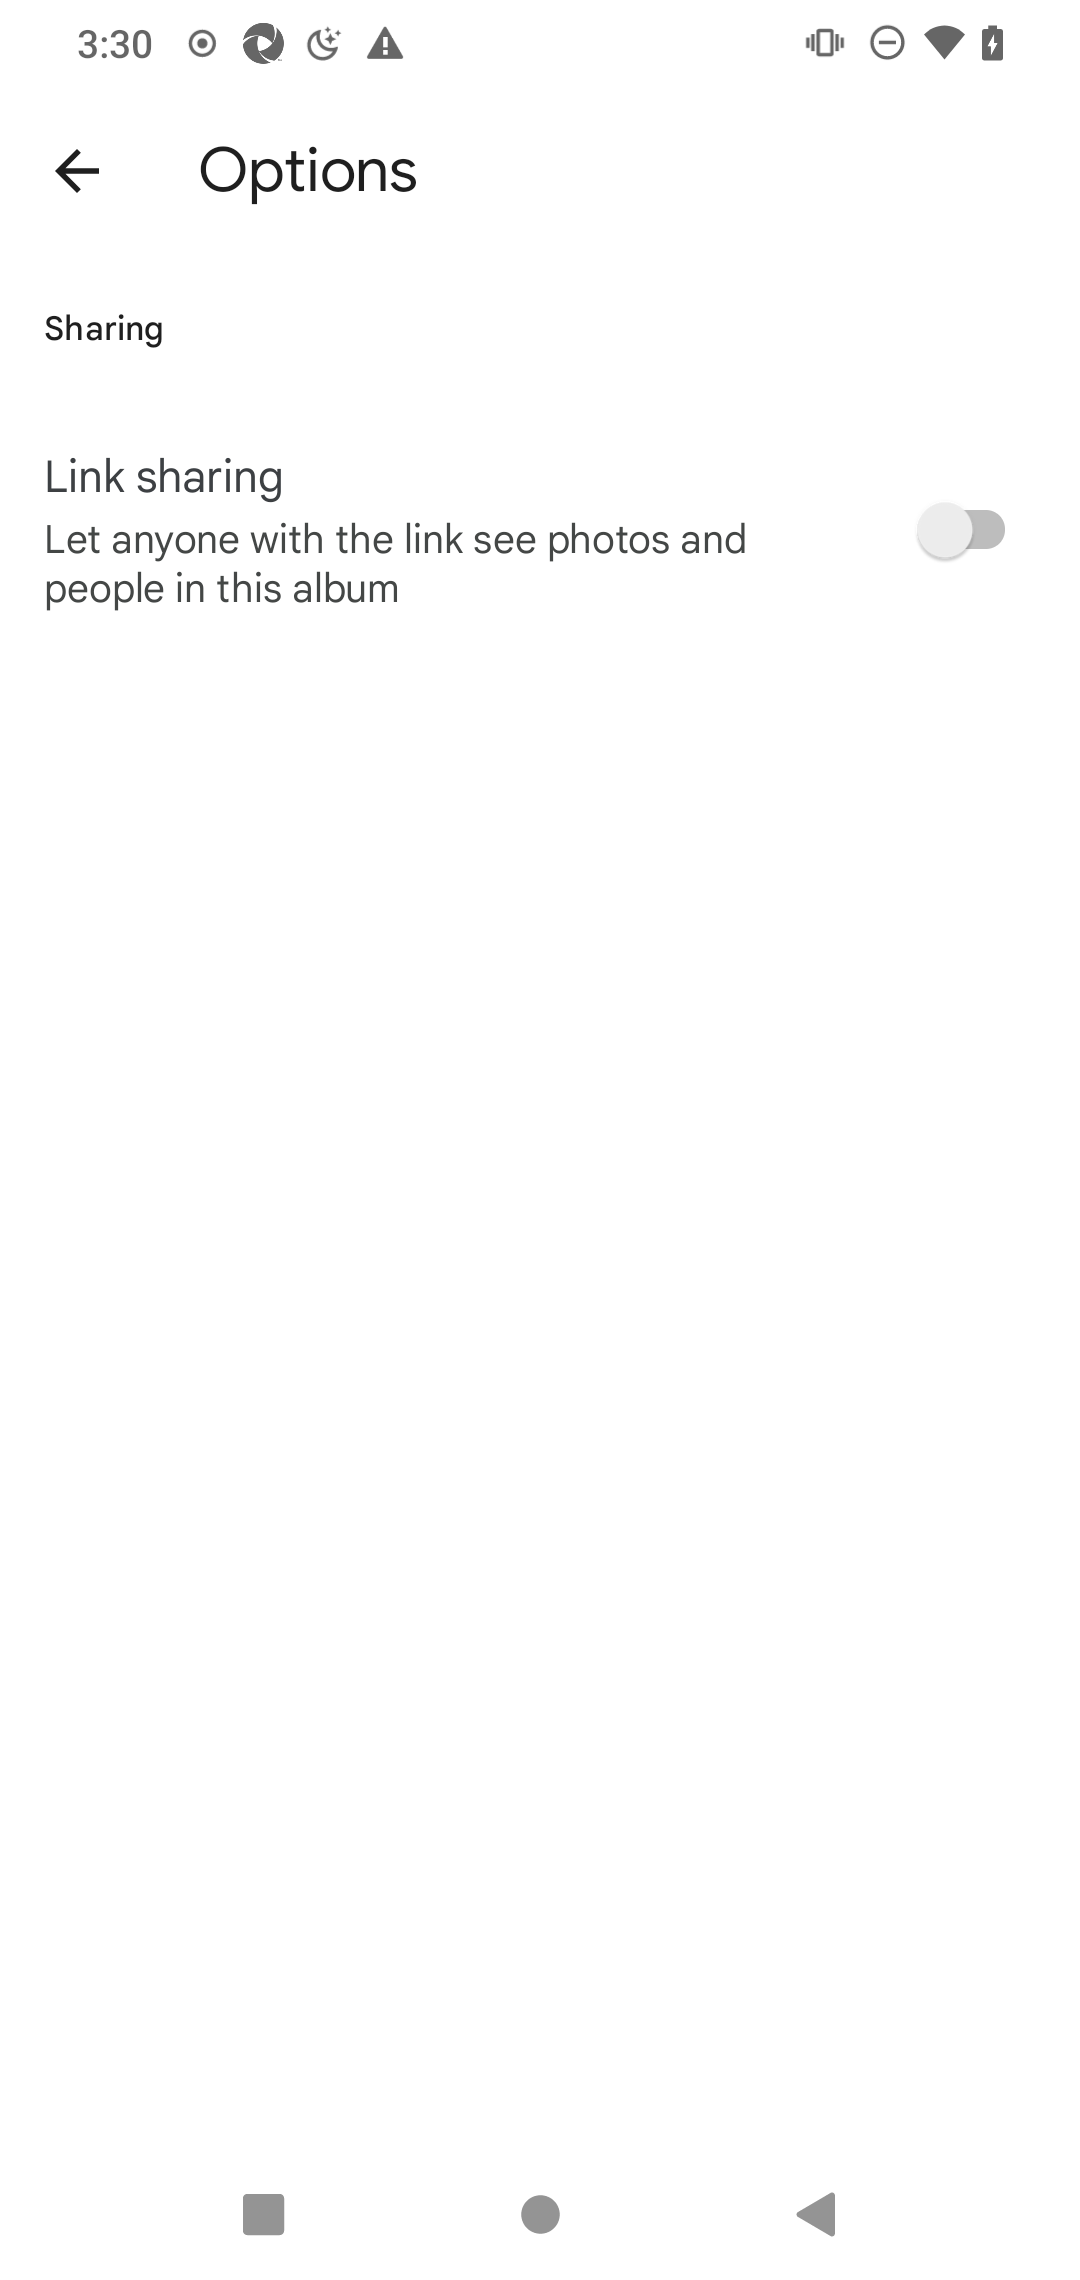 3:30
Options
Sharing
Link sharing
Let anyone with the link see photos and
people in this album